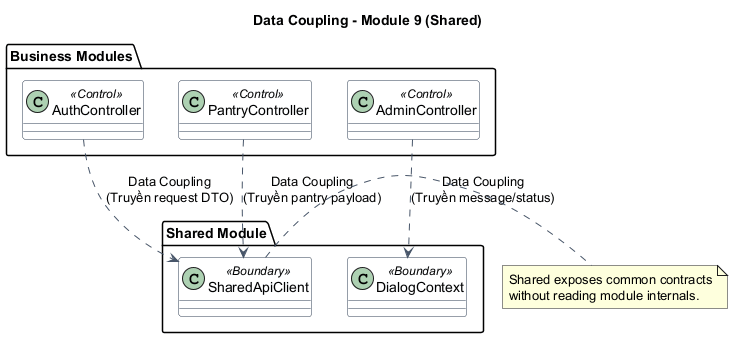 Data Coupling - Module 9 (Shared)
Business Modules
C
«Control»
AuthController
C
«Control»
PantryController
C
«Control»
AdminController
Data Coupling
(Truyền request DTO)
Data Coupling
(Truyền pantry payload)
Data Coupling
(Truyền message/status)
Shared Module
C
«Boundary»
SharedApiClient
C
«Boundary»
DialogContext
Shared exposes common contracts
without reading module internals.